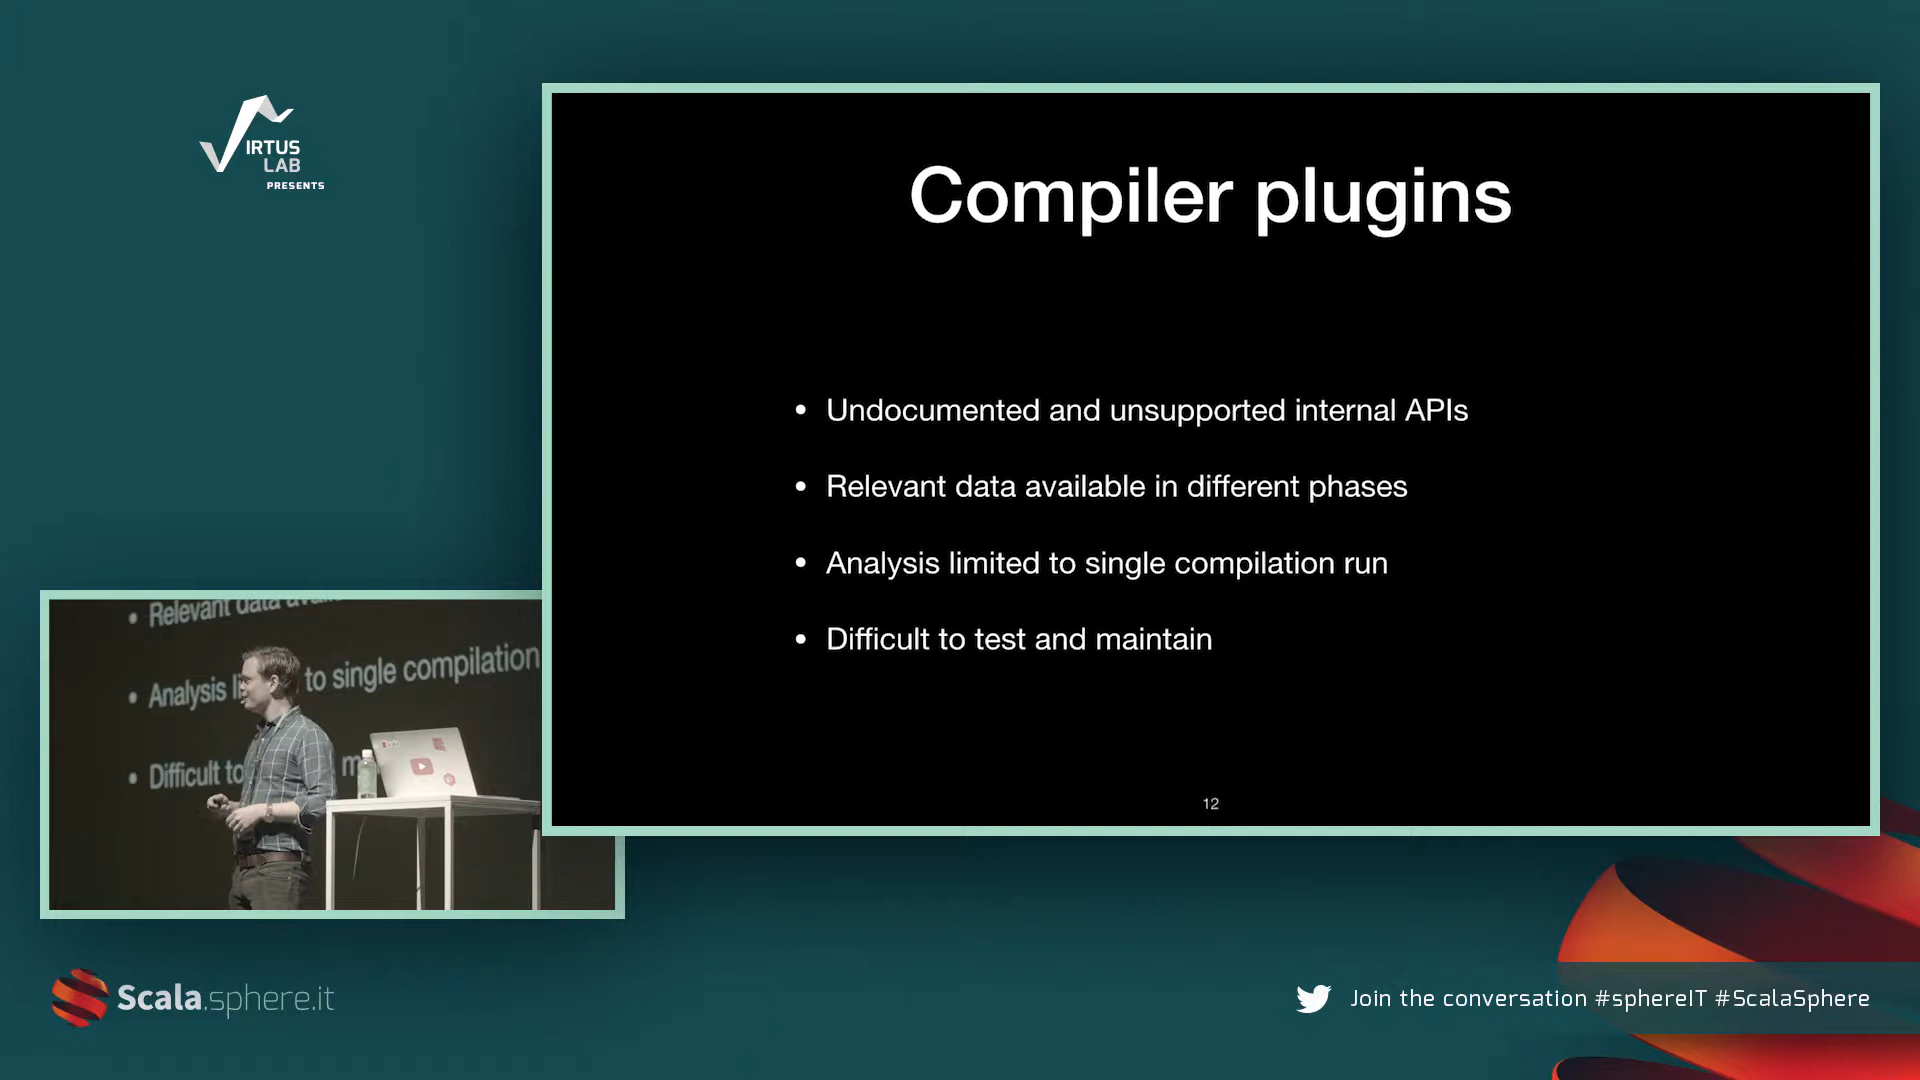 IRTUS
LAB
PRESENTS
Compiler plugins
• Undocumented and unsupported internal APIs
• Relevant data available in different phases
• Analysis limited to single compilation run
• Difficult to test and maintain
12
• Relevant data
• Analysis to single compilation
• Difficult to
Scala.sphere.it
Join the conversation #sphereIT #ScalaSphere